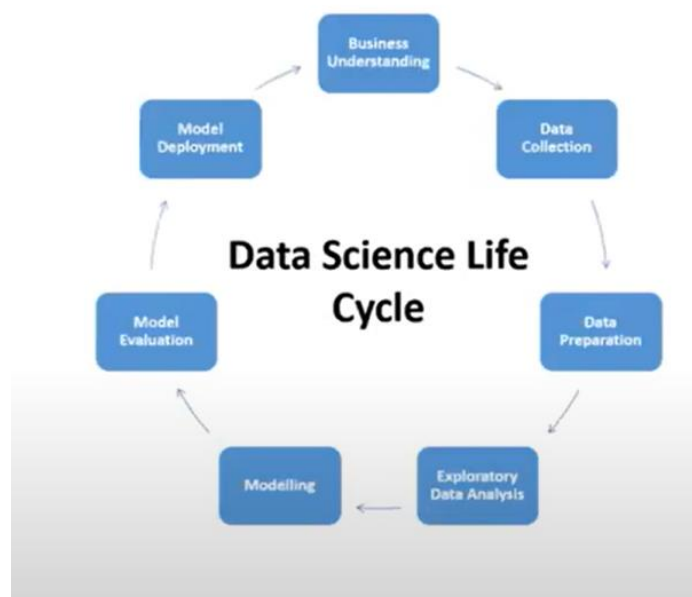 Business
Understanding
Data
Collection
Data
Preparation
Exploratory
Data Analysis
Modelling
Model
Evaluation
Model
Deployment
Data Science Life
Cycle